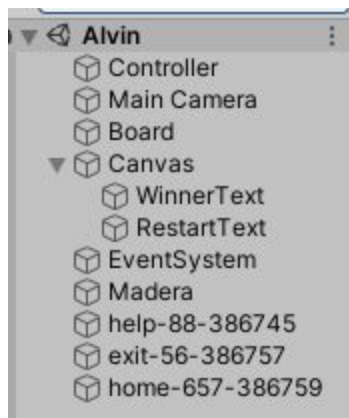 Alvin
Controller
Main Camera
Board
Canvas
WinnerText
RestartText
EventSystem
Madera
help-88-386745
exit-56-386757
home-657-386759